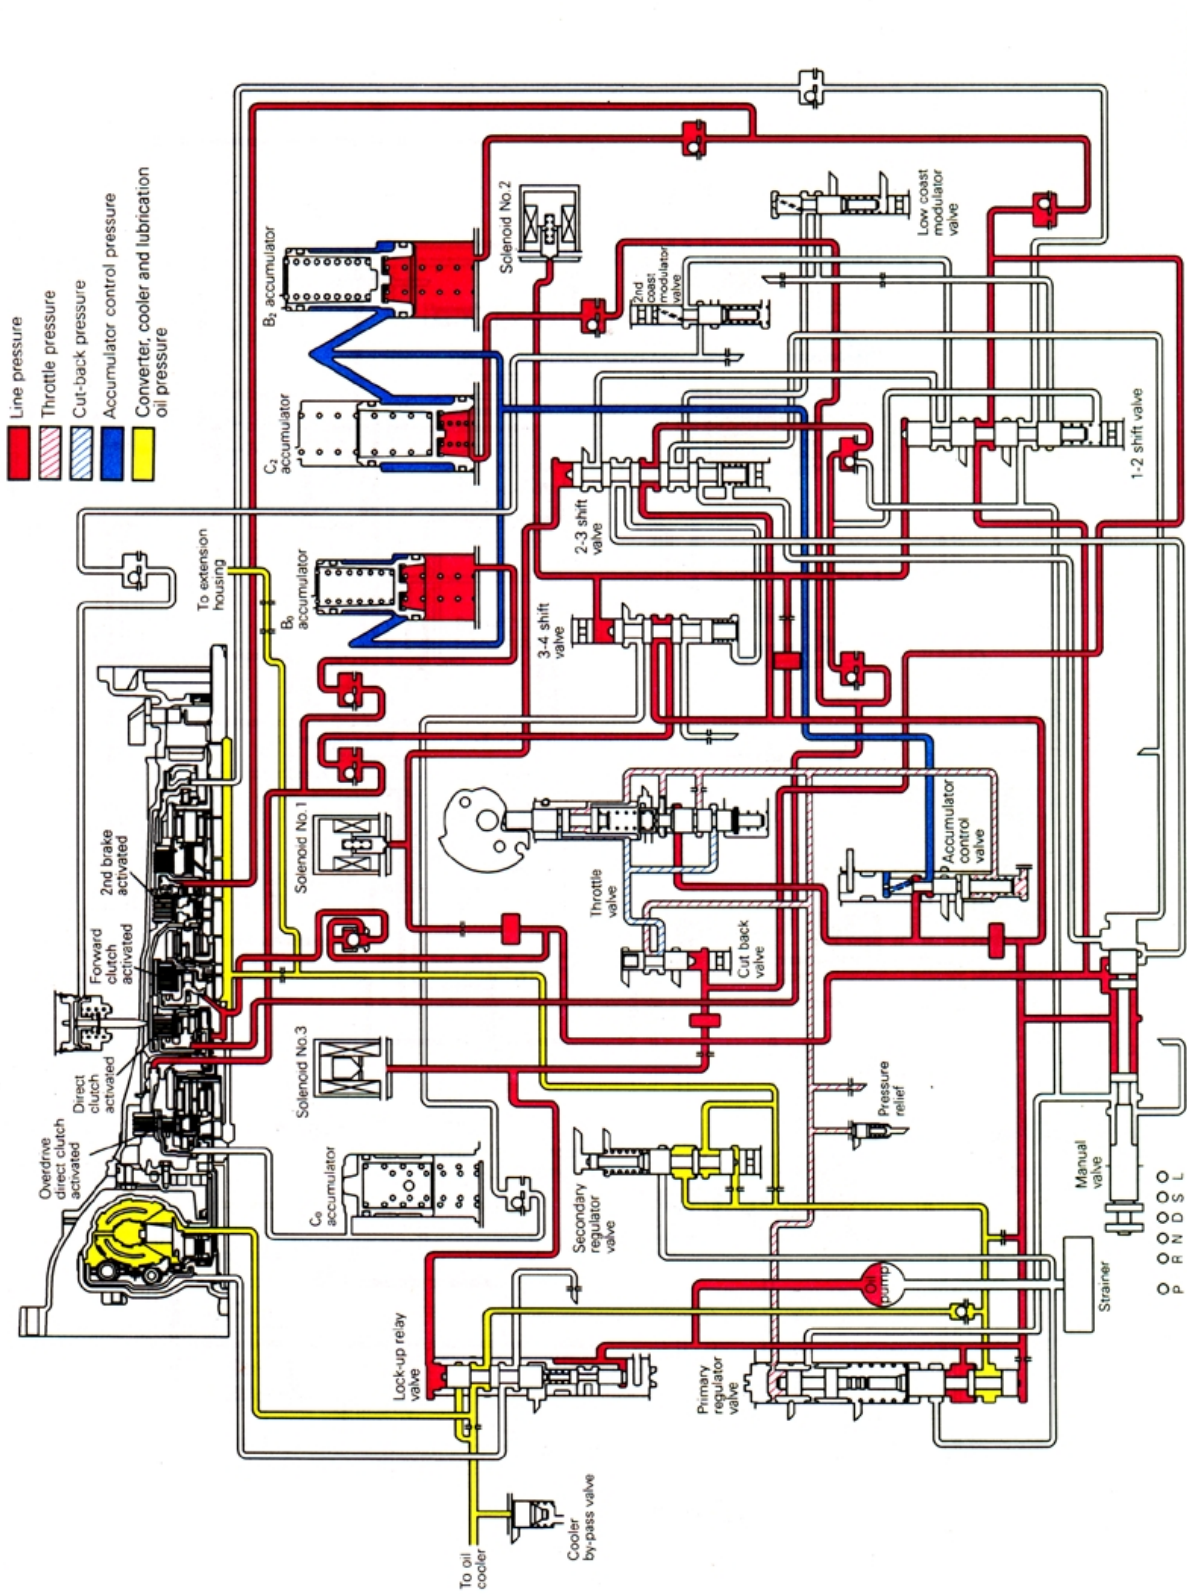 Line pressure
Throttle pressure
Cut-back pressure
Accumulator control pressure
Converter, cooler and lubrication
oil pressure
B₂ accumulator
C₂
accumulator
B₀
accumulator
Solenoid No.2
Low coast
modulator
valve
2nd
coast
modulator
valve
1-2 shift valve
2-3 shift
valve
3-4 shift
valve
To extension
housing
Solenoid No.1
2nd brake
activated
Forward
clutch
activated
Direct
clutch
activated
Overdrive
direct clutch
activated
Throttle
valve
Cut back
valve
Accumulator
control
valve
Solenoid No.3
C₀
accumulator
Secondary
regulator
valve
Pressure
relief
Manual
valve
P R N D S L
Oil
pump
Strainer
Lock-up relay
valve
Primary
regulator
valve
Cooler
by-pass valve
To oil
cooler